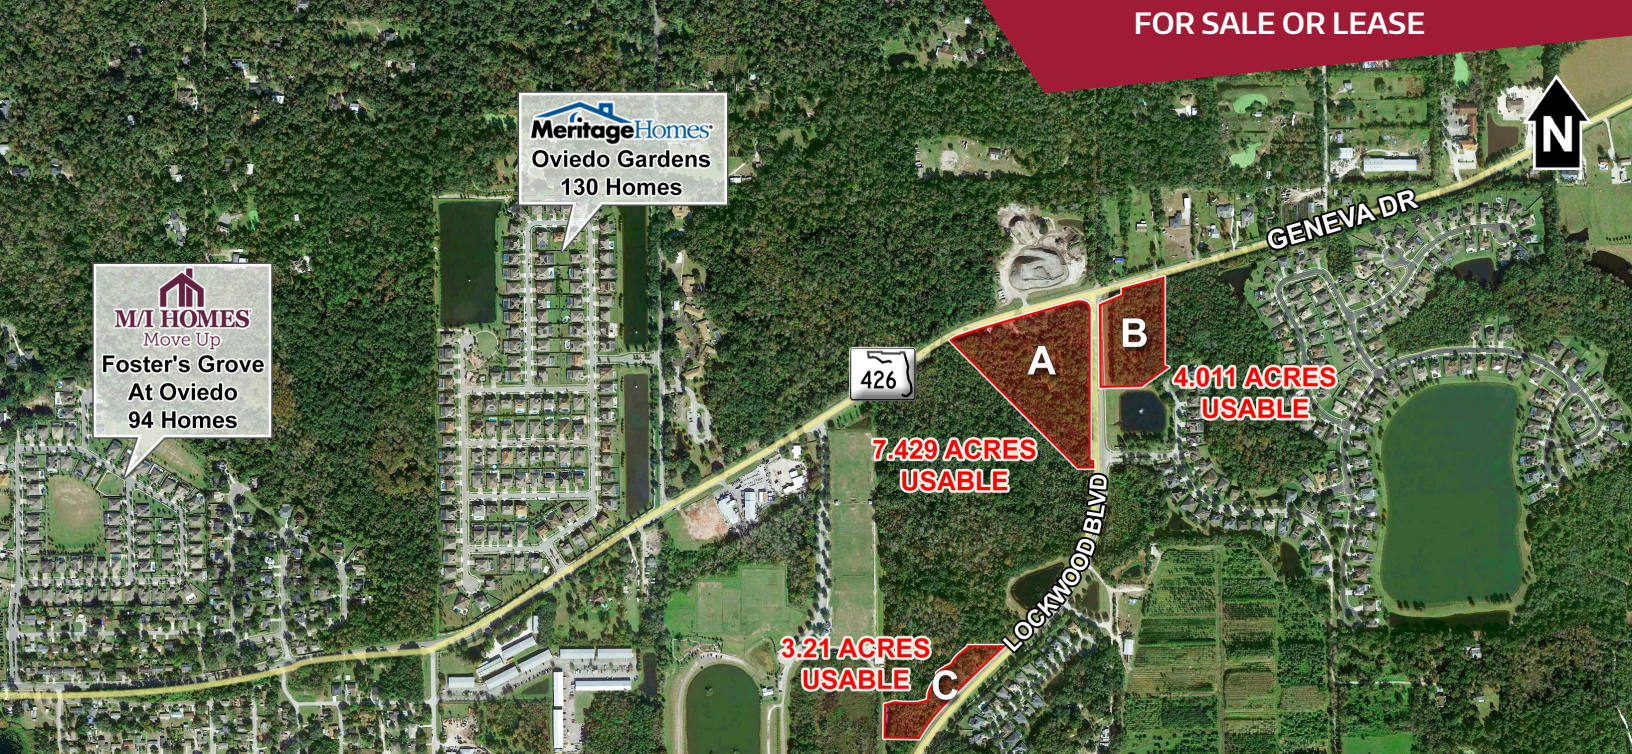 FOR SALE OR LEASE
N
MeritageHomes
Oviedo Gardens
130 Homes
GENEVA DR
M/I HOMES
Move Up
Foster's Grove
At Oviedo
94 Homes
A
B
426
4.011 ACRES
USABLE
7.429 ACRES
USABLE
LOCKWOOD BLVD
3.21 ACRES
USABLE
C